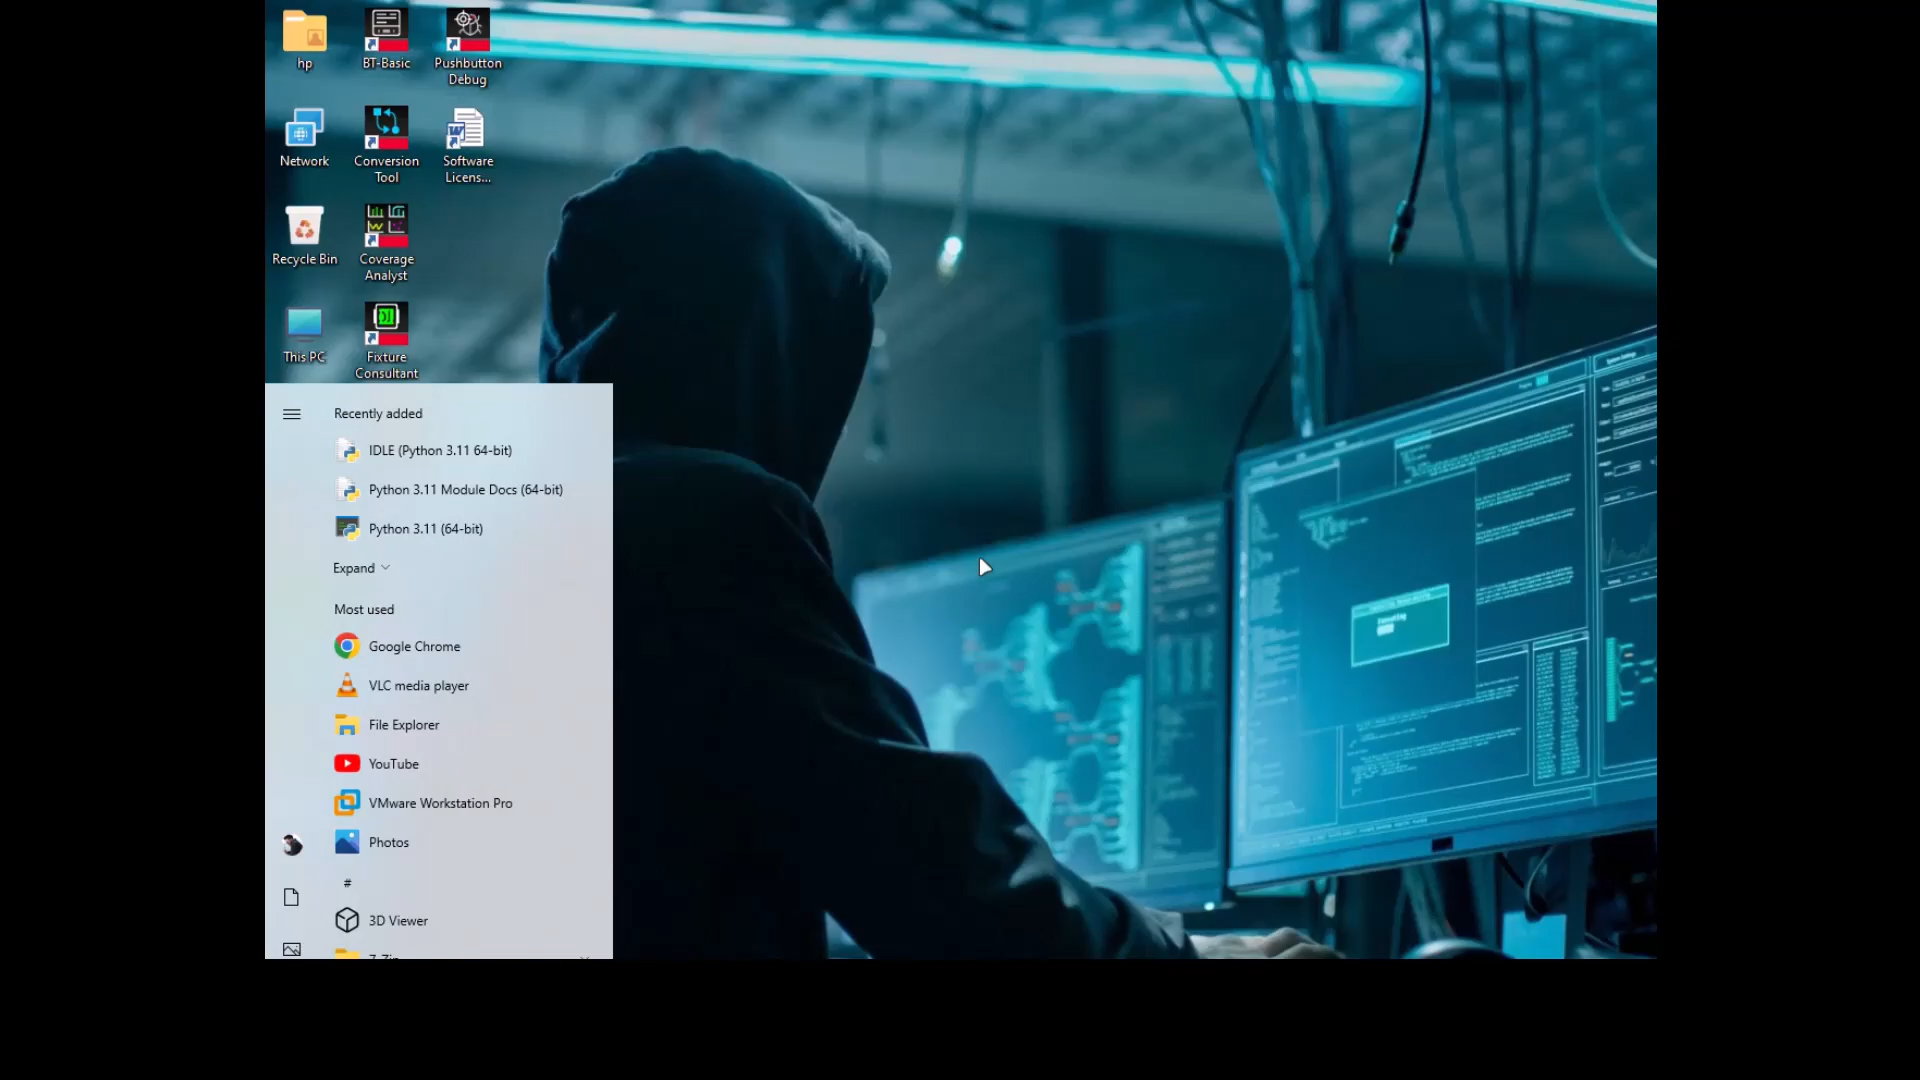 hp
BT-Basic
Pushbutton
Debug
Network
Conversion
Tool
Software
Licens...
Recycle Bin
Coverage
Analyst
This PC
Fixture
Consultant
Recently added
IDLE (Python 3.11 64-bit)
Python 3.11 Module Docs (64-bit)
Python 3.11 (64-bit)
Expand
Most used
Google Chrome
VLC media player
File Explorer
YouTube
VMware Workstation Pro
Photos
#
3D Viewer